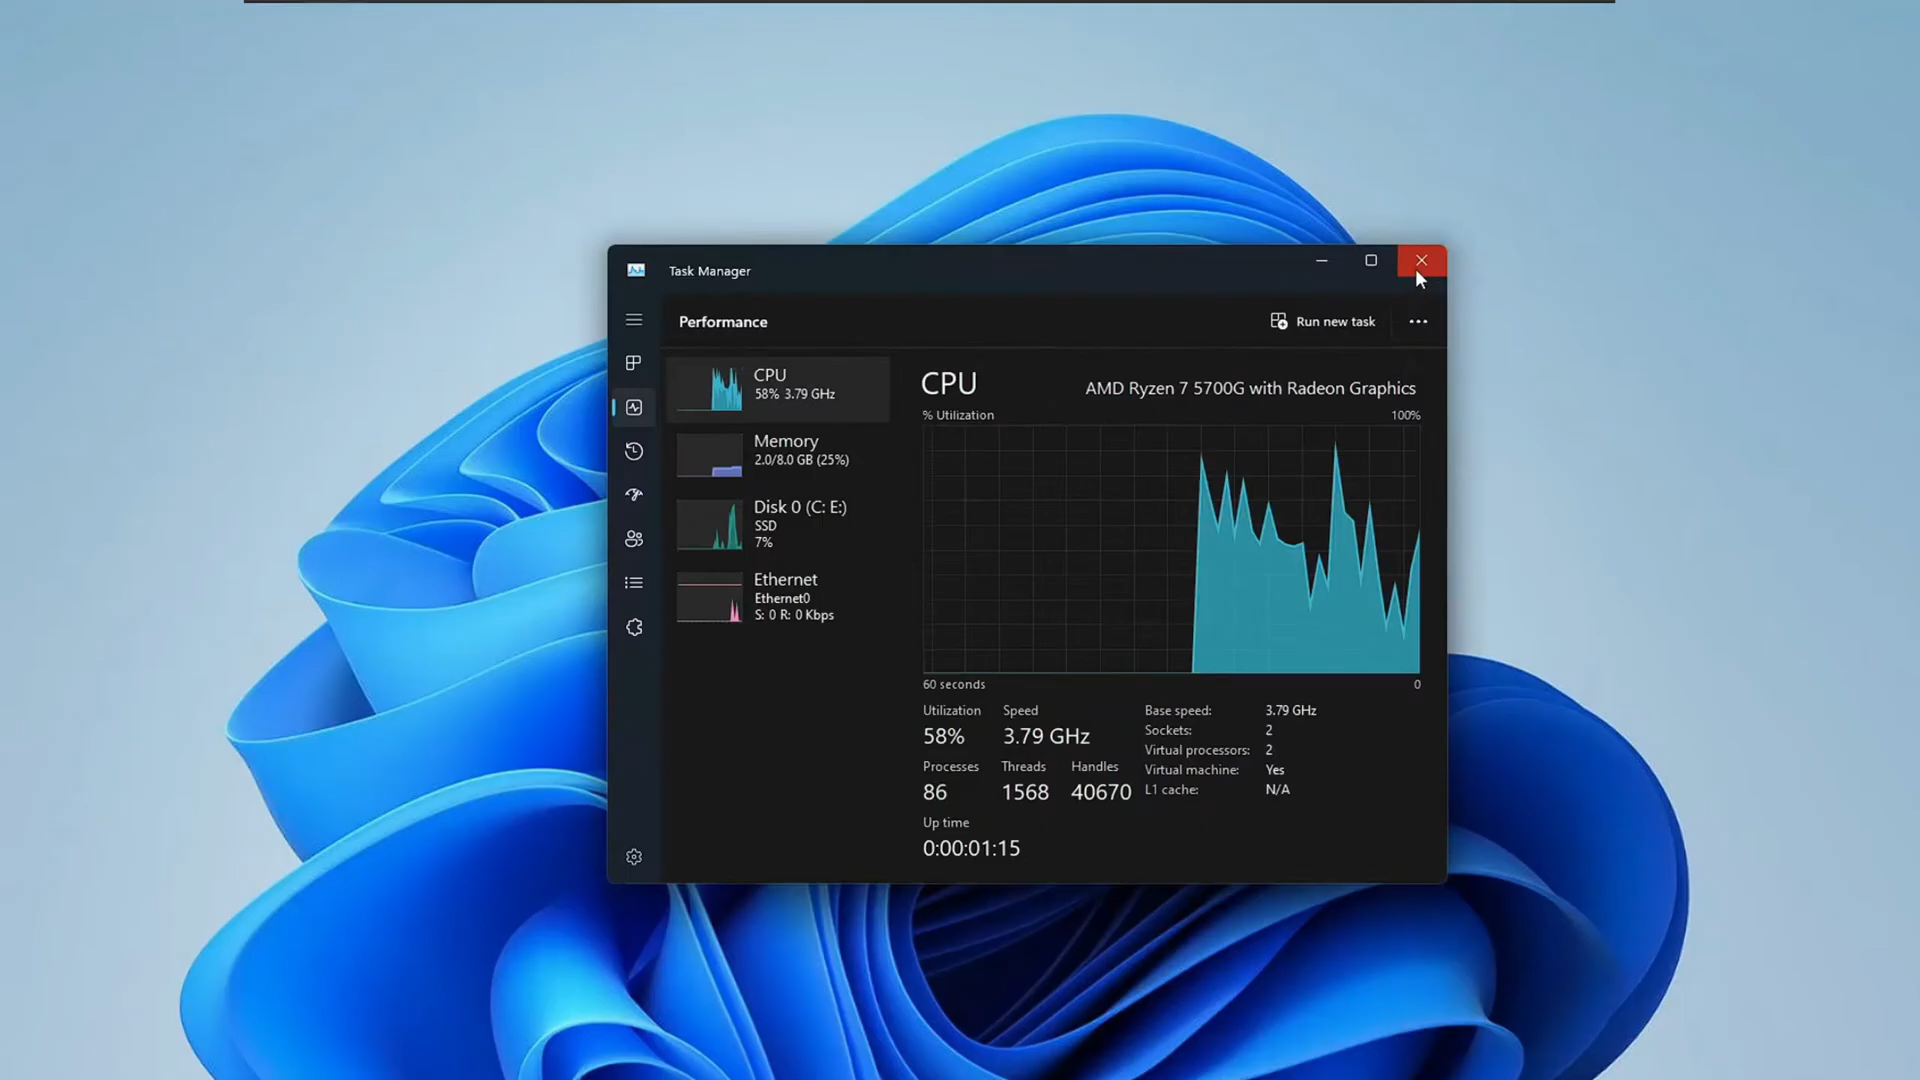 Task Manager
Performance
Run new task
CPU
58% 3.79 GHz
Memory
2.0/8.0 GB (25%)
Disk 0 (C: E:)
SSD
7%
Ethernet
Ethernet0
S: 0 R: 0 Kbps
CPU
AMD Ryzen 7 5700G with Radeon Graphics
% Utilization
100%
60 seconds
0
Utilization Speed
58% 3.79 GHz
Processes Threads Handles
86 1568 40670
Up time
0:00:01:15
Base speed: 3.79 GHz
Sockets: 2
Virtual processors: 2
Virtual machine: Yes
L1 cache: N/A